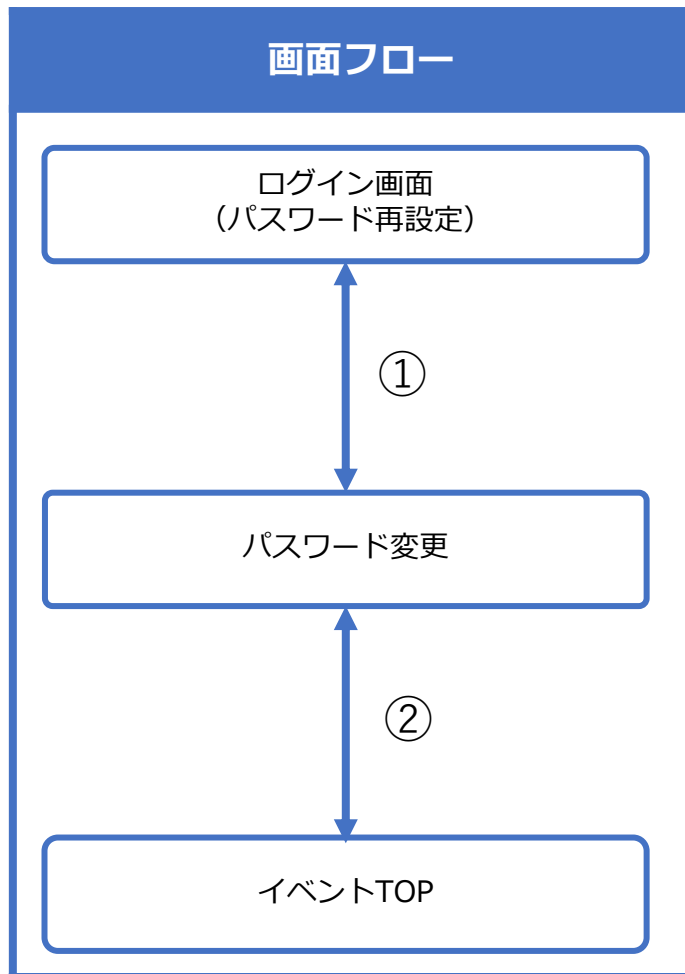 画面フロー
ログイン画面
（パスワード再設定）
①
パスワード変更
②
イベントTOP